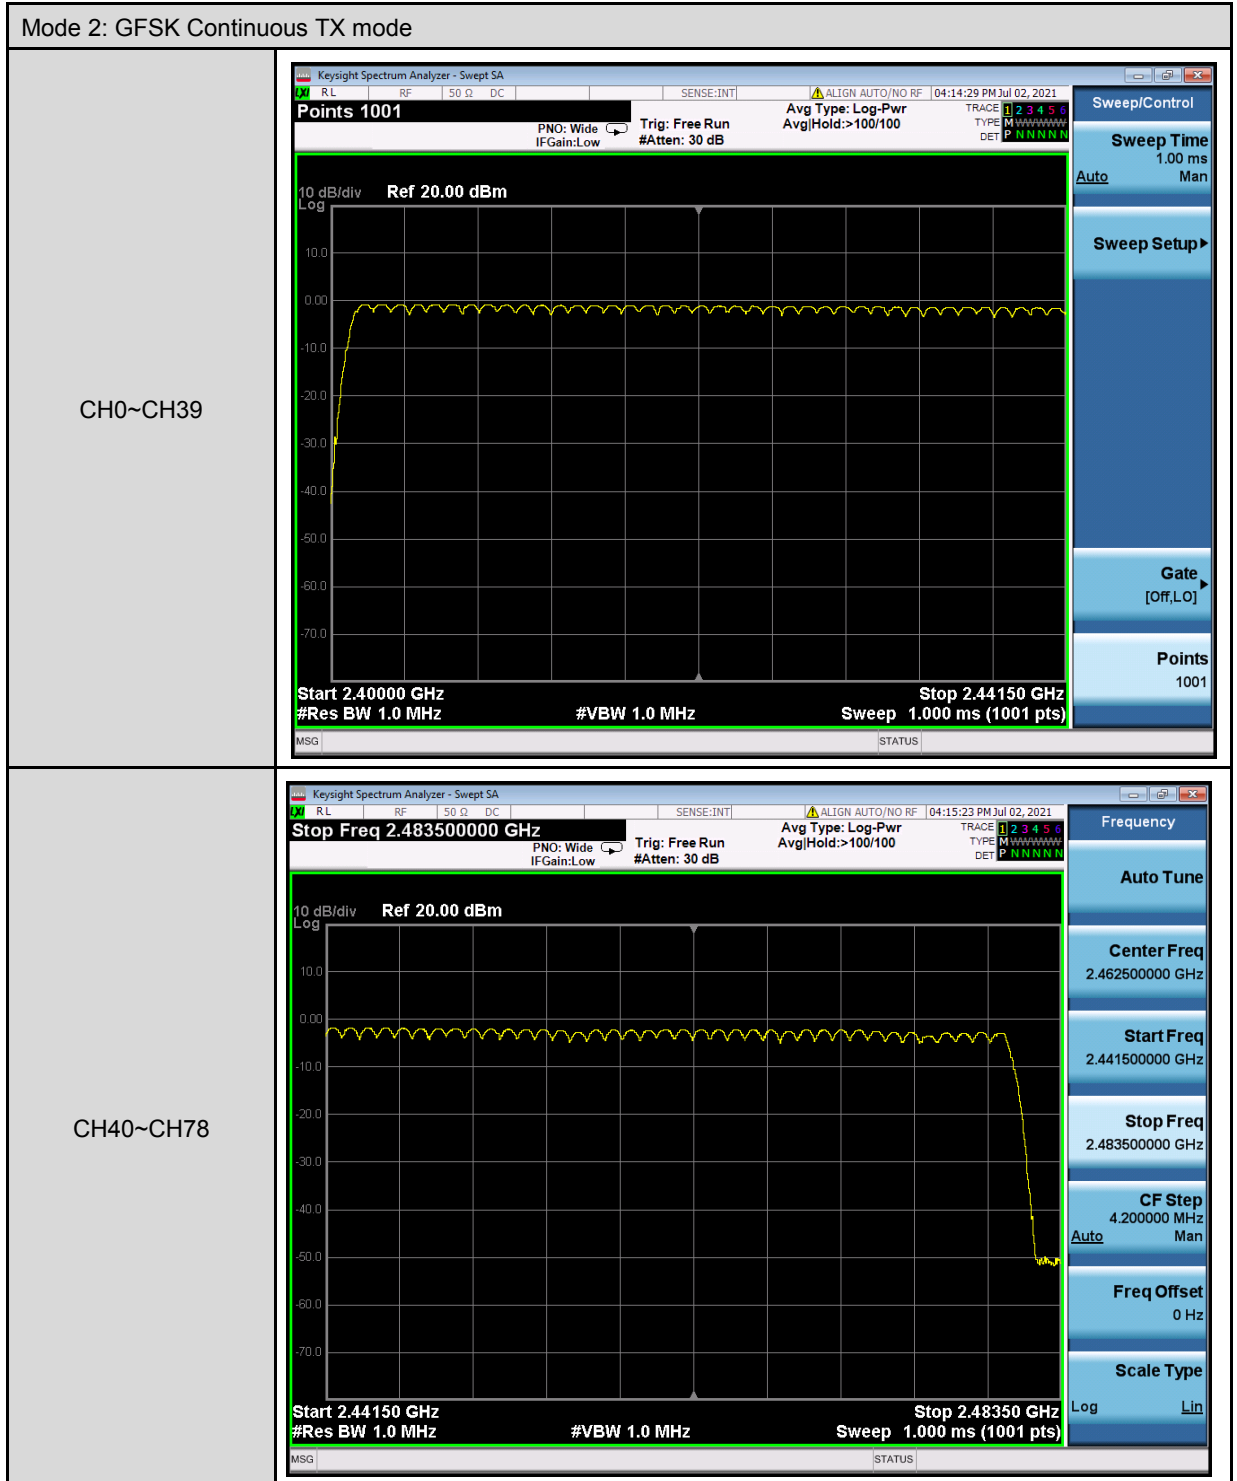 Mode 2: GFSK Continuous TX mode
CH0~CH39
Keysight Spectrum Analyzer - Swept SA
LXI RL RF 50 Ω DC SENSE:INT ALIGN AUTO/NO RF 04:14:29 PM Jul 02, 2021
Points 1001
PNO: Wide
IFGain:Low
Trig: Free Run
#Atten: 30 dB
Avg Type: Log-Pwr
Avg|Hold:>100/100
TRACE 1 2 3 4 5 6
TYPE M WWWWW
DET P N N N N N
10 dB/div Ref 20.00 dBm
Log
10.0
0.00
-10.0
-20.0
-30.0
-40.0
-50.0
-60.0
-70.0
Start 2.40000 GHz Stop 2.44150 GHz
#Res BW 1.0 MHz #VBW 1.0 MHz Sweep 1.000 ms (1001 pts)
MSG STATUS
Sweep/Control
Sweep Time
1.00 ms
Auto Man
Sweep Setup
Gate
[Off,LO]
Points
1001
CH40~CH78
Keysight Spectrum Analyzer - Swept SA
LXI RL RF 50 Ω DC SENSE:INT ALIGN AUTO/NO RF 04:15:23 PM Jul 02, 2021
Stop Freq 2.483500000 GHz
PNO: Wide
IFGain:Low
Trig: Free Run
#Atten: 30 dB
Avg Type: Log-Pwr
Avg|Hold:>100/100
TRACE 1 2 3 4 5 6
TYPE M WWWWW
DET P N N N N N
10 dB/div Ref 20.00 dBm
Log
10.0
0.00
-10.0
-20.0
-30.0
-40.0
-50.0
-60.0
-70.0
Start 2.44150 GHz Stop 2.48350 GHz
#Res BW 1.0 MHz #VBW 1.0 MHz Sweep 1.000 ms (1001 pts)
MSG STATUS
Frequency
Auto Tune
Center Freq
2.462500000 GHz
Start Freq
2.441500000 GHz
Stop Freq
2.483500000 GHz
CF Step
4.200000 MHz
Auto Man
Freq Offset
0 Hz
Scale Type
Log Lin